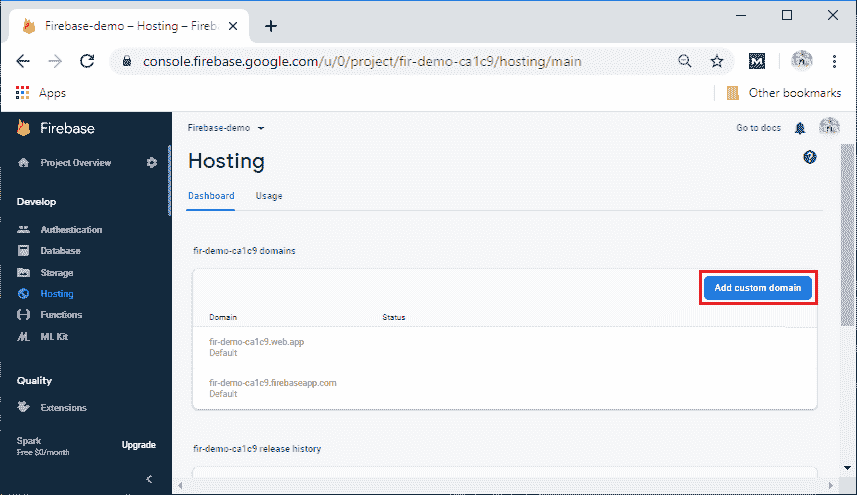 Firebase-demo – Hosting – Fireba
console.firebase.google.com/u/0/project/fir-demo-ca1c9/hosting/main
Apps
Other bookmarks
Firebase
Firebase-demo
Go to docs
Project Overview
Hosting
Dashboard
Usage
Develop
Authentication
Database
Storage
Hosting
Functions
ML Kit
Quality
Extensions
Spark
Free $0/month
Upgrade
fir-demo-ca1c9 domains
Add custom domain
Domain
Status
fir-demo-ca1c9.web.app
Default
fir-demo-ca1c9.firebaseapp.com
Default
fir-demo-ca1c9 release history